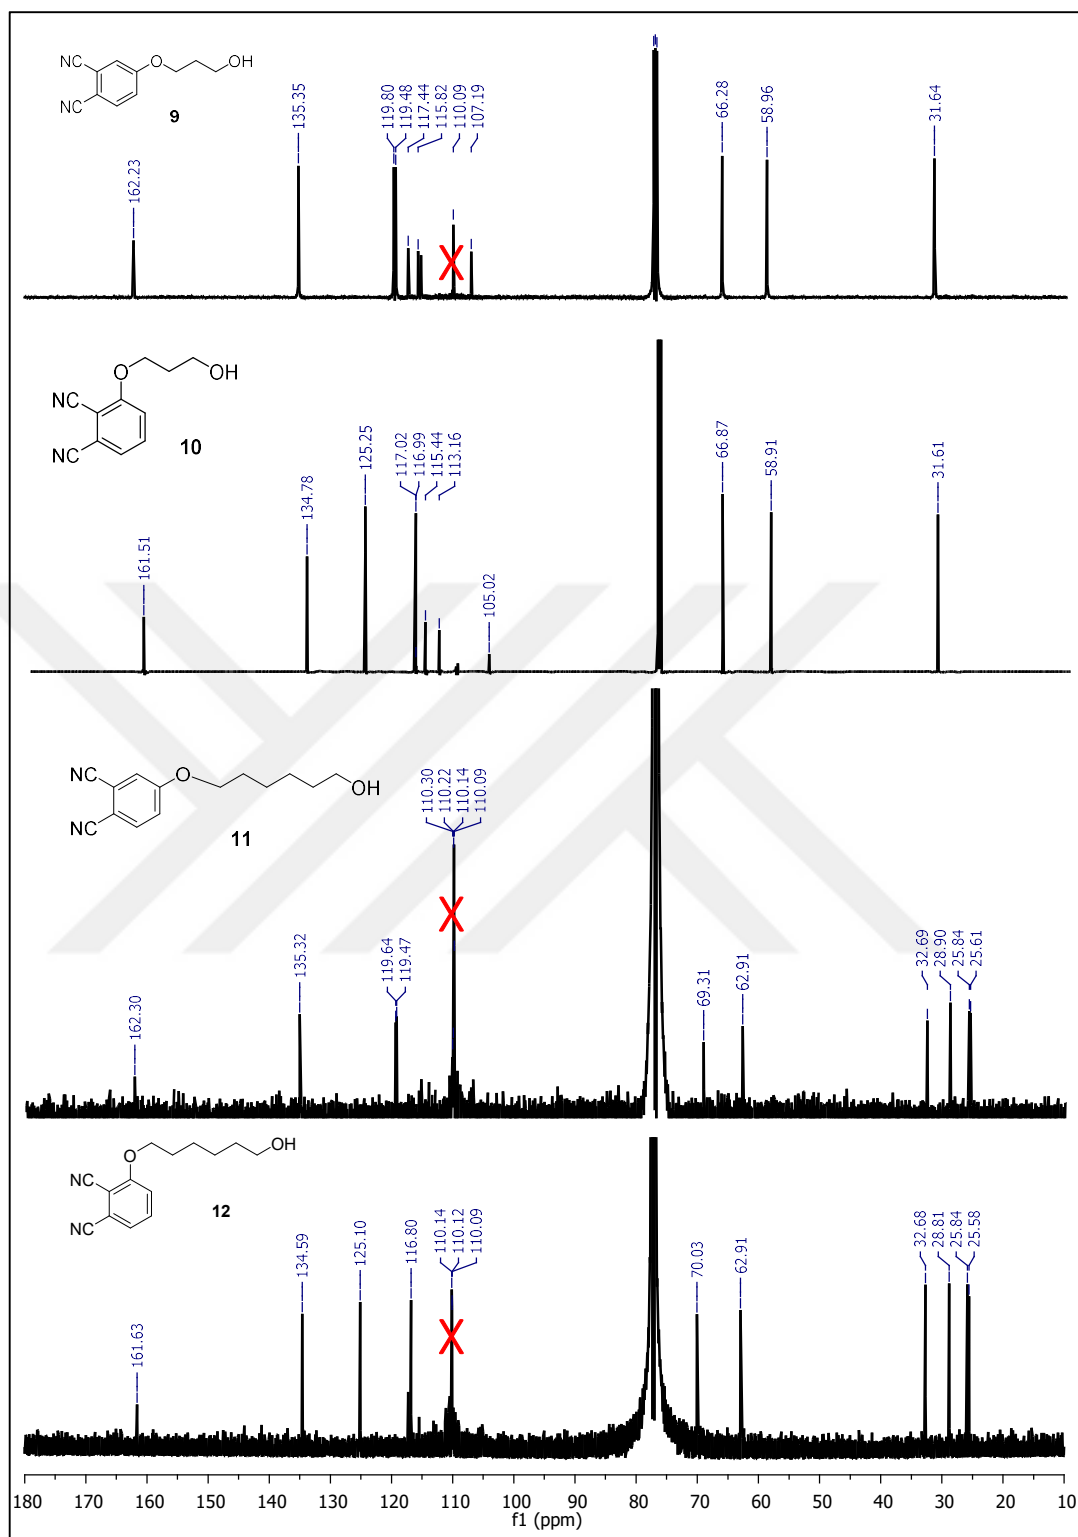 NC
NC
O
OH
9
162.23
135.35
119.80
119.48
117.44
115.82
110.09
107.19
66.28
58.96
31.64
X
NC
NC
O
OH
10
161.51
134.78
125.25
117.02
116.99
115.44
113.16
105.02
66.87
58.91
31.61
NC
NC
O
OH
11
162.30
135.32
119.64
119.47
110.30
110.22
110.14
110.09
69.31
62.91
32.69
28.90
25.84
25.61
X
NC
NC
O
OH
12
161.63
134.59
125.10
116.80
110.14
110.12
110.09
70.03
62.91
32.68
28.81
25.84
25.58
X
180 170 160 150 140 130 120 110 100 90 80 70 60 50 40 30 20 10
f1 (ppm)